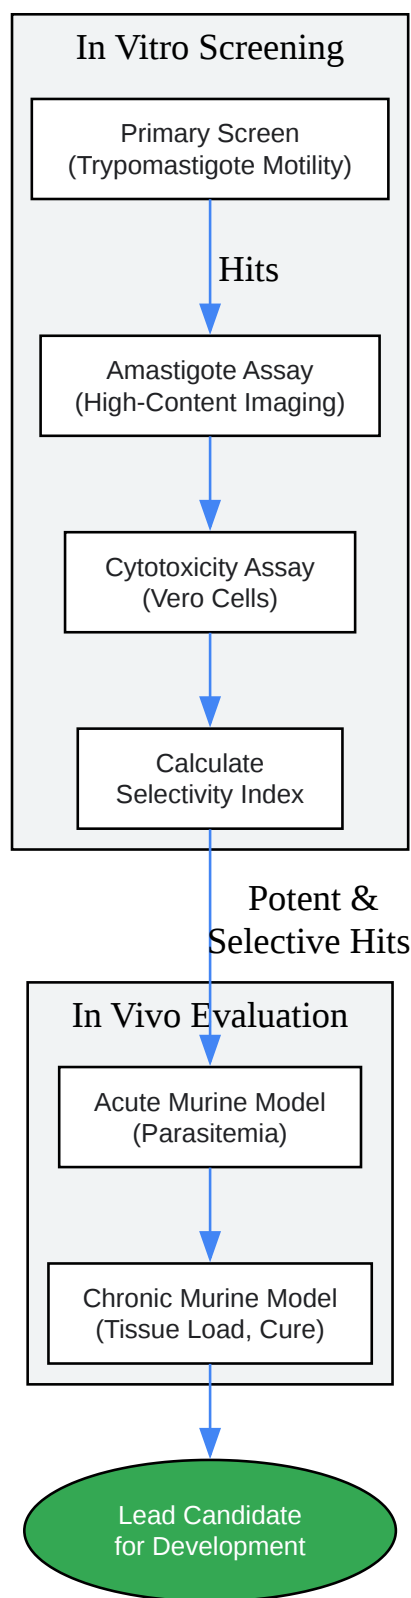 In Vitro Screening
Primary Screen
(Trypomastigote Motility)
Hits
Amastigote Assay
(High-Content Imaging)
Cytotoxicity Assay
(Vero Cells)
Calculate
Selectivity Index
Potent &
Selective Hits
In Vivo Evaluation
Acute Murine Model
(Parasitemia)
Chronic Murine Model
(Tissue Load, Cure)
Lead Candidate
for Development